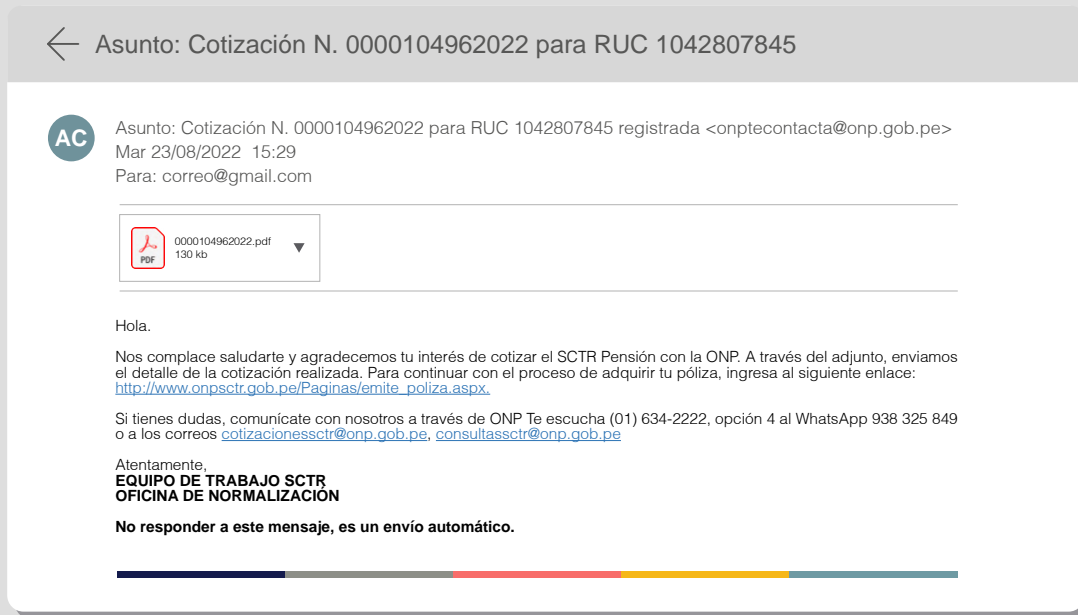 Asunto: Cotización N. 0000104962022 para RUC 1042807845
AC
Asunto: Cotización N. 0000104962022 para RUC 1042807845 registrada <onptecontacta@onp.gob.pe>
Mar 23/08/2022 15:29
Para: correo@gmail.com
0000104962022.pdf
130 kb
PDF
Hola.
Nos complace saludarte y agradecemos tu interés de cotizar el SCTR Pensión con la ONP. A través del adjunto, enviamos
el detalle de la cotización realizada. Para continuar con el proceso de adquirir tu póliza, ingresa al siguiente enlace:
http://www.onpsctr.gob.pe/Paginas/emite_poliza.aspx.
Si tienes dudas, comunícate con nosotros a través de ONP Te escucha (01) 634-2222, opción 4 al WhatsApp 938 325 849
o a los correos cotizacionessctr@onp.gob.pe, consultassctr@onp.gob.pe
Atentamente,
EQUIPO DE TRABAJO SCTR
OFICINA DE NORMALIZACIÓN
No responder a este mensaje, es un envío automático.